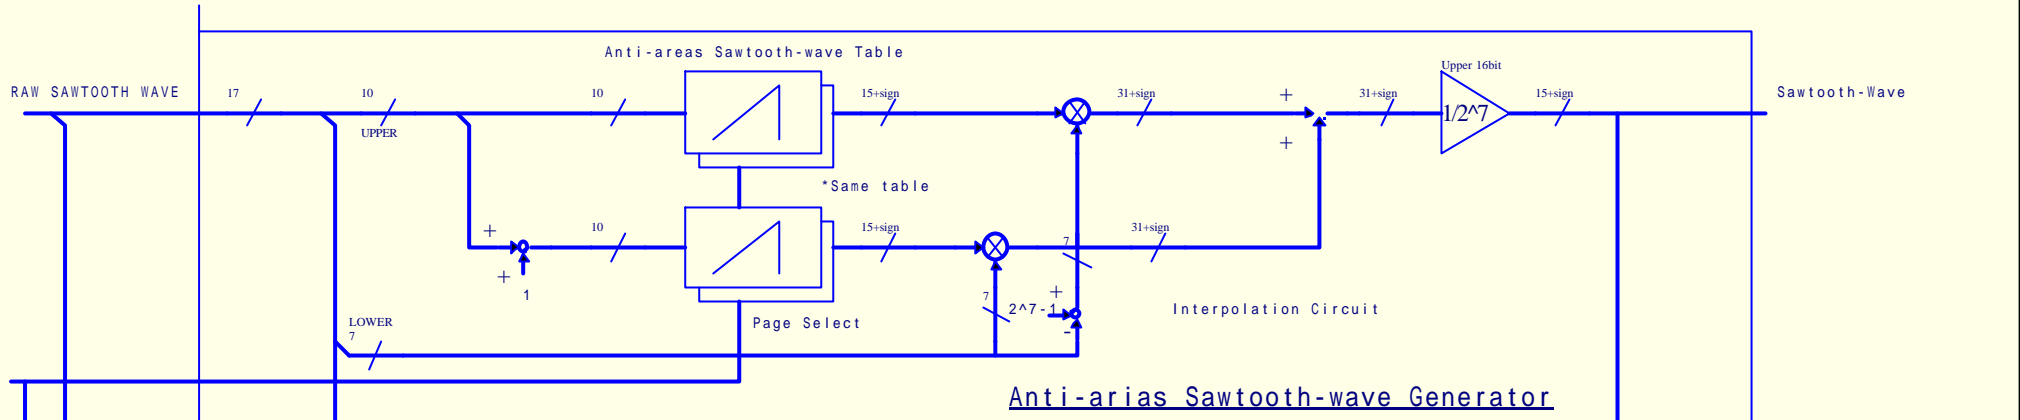 Anti-areas Sawtooth-wave Table
Upper 16bit
RAW SAWTOOTH WAVE
17
10
10
15+sign
31+sign
+
31+sign
1/2^7
15+sign
Sawtooth-Wave
UPPER
+
*Same table
+
10
15+sign
7
31+sign
+
1
7
+
2^7-1
-
Interpolation Circuit
LOWER
7
Page Select
Anti-arias Sawtooth-wave Generator